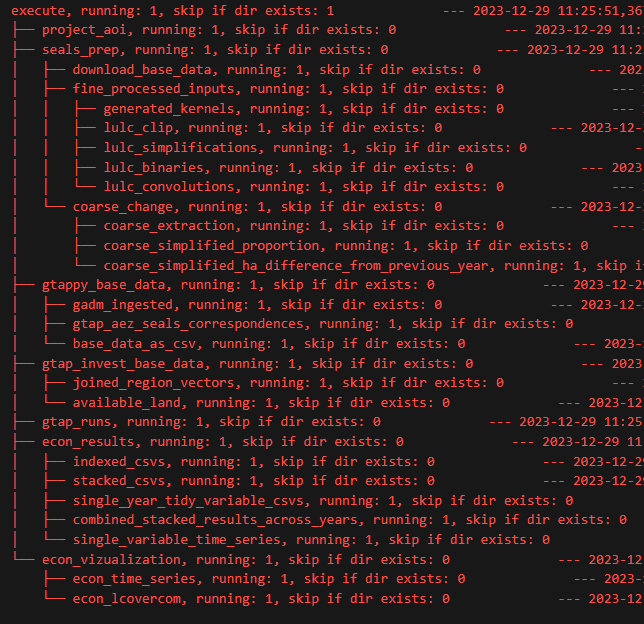 execute, running: 1, skip if dir exists: 1 --- 2023-12-29 11:25:51,36
├── project_aoi, running: 1, skip if dir exists: 0 --- 2023-12-29 11:
├── seals_prep, running: 1, skip if dir exists: 0 --- 2023-12-29 11:2
│   ├── download_base_data, running: 1, skip if dir exists: 0 --- 202
│   ├── fine_processed_inputs, running: 1, skip if dir exists: 0 ---
│   │   ├── generated_kernels, running: 1, skip if dir exists: 0 ---
│   │   ├── lulc_clip, running: 1, skip if dir exists: 0 --- 2023-12-
│   │   ├── lulc_simplifications, running: 1, skip if dir exists: 0 -
│   │   ├── lulc_binaries, running: 1, skip if dir exists: 0 --- 2023
│   │   └── lulc_convolutions, running: 1, skip if dir exists: 0 ---
│   └── coarse_change, running: 1, skip if dir exists: 0 --- 2023-12-
│       ├── coarse_extraction, running: 1, skip if dir exists: 0 ---
│       ├── coarse_simplified_proportion, running: 1, skip if dir exists: 0
│       └── coarse_simplified_ha_difference_from_previous_year, running: 1, skip i
├── gtappy_base_data, running: 1, skip if dir exists: 0 --- 2023-12-29
│   ├── gadm_ingested, running: 1, skip if dir exists: 0 --- 2023-12-
│   ├── gtap_aez_seals_correspondences, running: 1, skip if dir exists: 0
│   └── base_data_as_csv, running: 1, skip if dir exists: 0 --- 2023-
├── gtap_invest_base_data, running: 1, skip if dir exists: 0 --- 2023
│   ├── joined_region_vectors, running: 1, skip if dir exists: 0 ---
│   └── available_land, running: 1, skip if dir exists: 0 --- 2023-12
├── gtap_runs, running: 1, skip if dir exists: 0 --- 2023-12-29 11:25
├── econ_results, running: 1, skip if dir exists: 0 --- 2023-12-29 11
│   ├── indexed_csvs, running: 1, skip if dir exists: 0 --- 2023-12-29
│   ├── stacked_csvs, running: 1, skip if dir exists: 0 --- 2023-12-29
│   ├── single_year_tidy_variable_csvs, running: 1, skip if dir exists: 0
│   ├── combined_stacked_results_across_years, running: 1, skip if dir exists: 0
│   └── single_variable_time_series, running: 1, skip if dir exists: 0
└── econ_vizualization, running: 1, skip if dir exists: 0 --- 2023-12
    ├── econ_time_series, running: 1, skip if dir exists: 0 --- 2023-
    └── econ_lcovercom, running: 1, skip if dir exists: 0 --- 2023-12